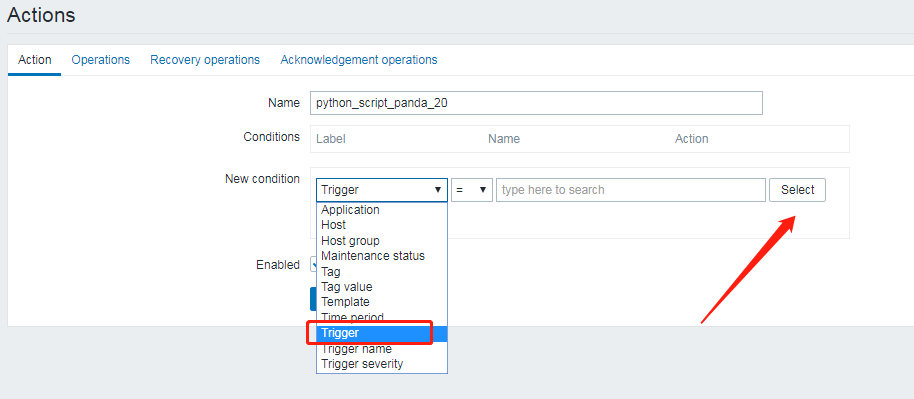 Actions
Action Operations Recovery operations Acknowledgement operations
Name python_script_panda_20
Conditions Label Name Action
New condition Trigger = type here to search Select
Application
Host
Host group
Enabled Maintenance status
Tag
Tag value
Template
Time period
Trigger
Trigger name
Trigger severity